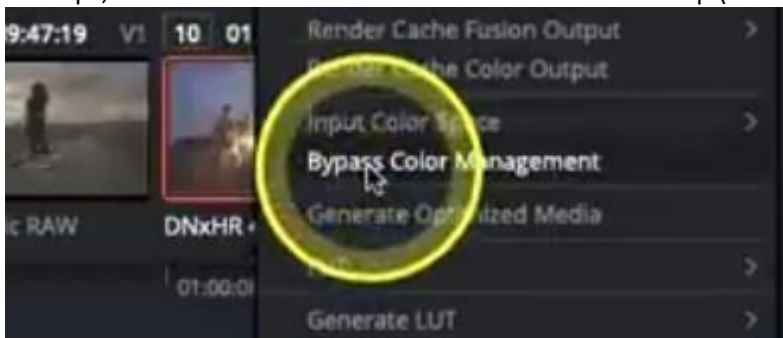 9:47:19 V1 10 01
Render Cache Fusion Output
Render Cache Color Output
Input Color Space
Bypass Color Management
c RAW
DNxHR
Generate Optimized Media
01:00:0
LUT
Generate LUT